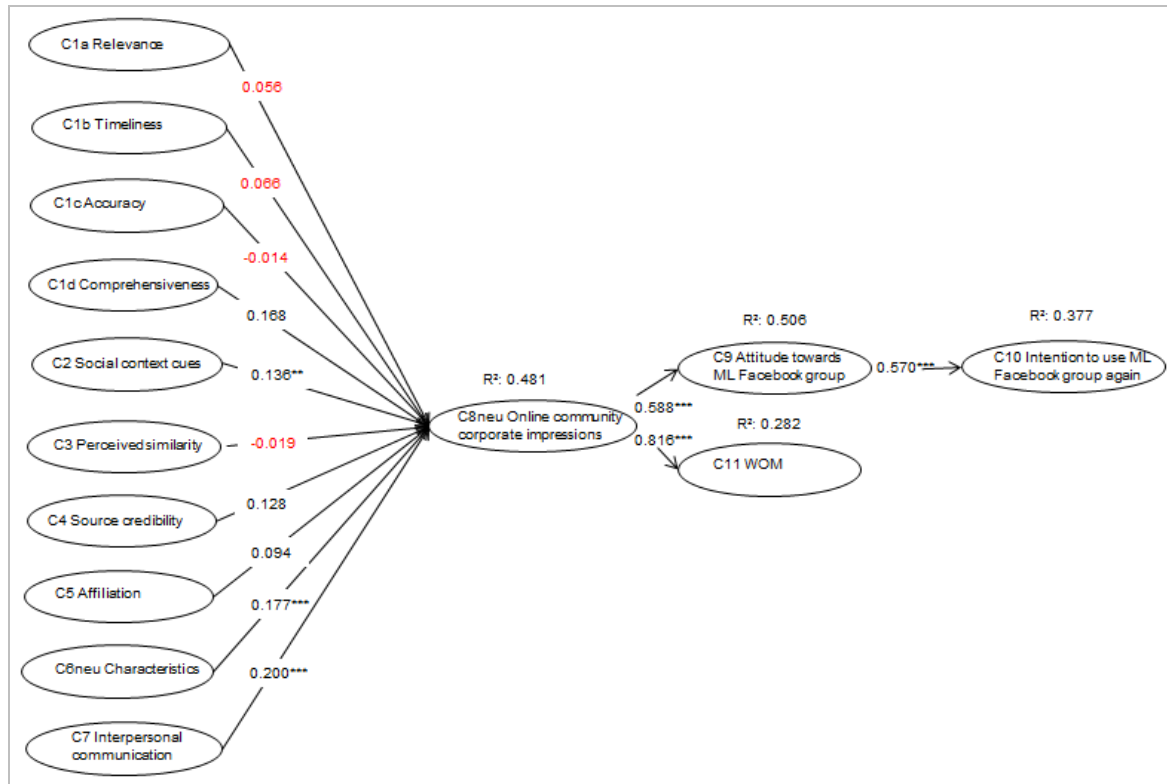 C1a Relevance
0.056
C1b Timeliness
0.066
C1c Accuracy
-0.014
C1d Comprehensiveness
0.168
C2 Social context cues
0.136**
C3 Perceived similarity
-0.019
C4 Source credibility
0.128
C5 Affiliation
0.094
C6neu Characteristics
0.177***
C7 Interpersonal
communication
0.200***
R²: 0.481
C8neu Online community
corporate impressions
0.588***
0.816***
R²: 0.506
C9 Attitude towards
ML Facebook group
0.570***
R²: 0.377
C10 Intention to use ML
Facebook group again
R²: 0.282
C11 WOM